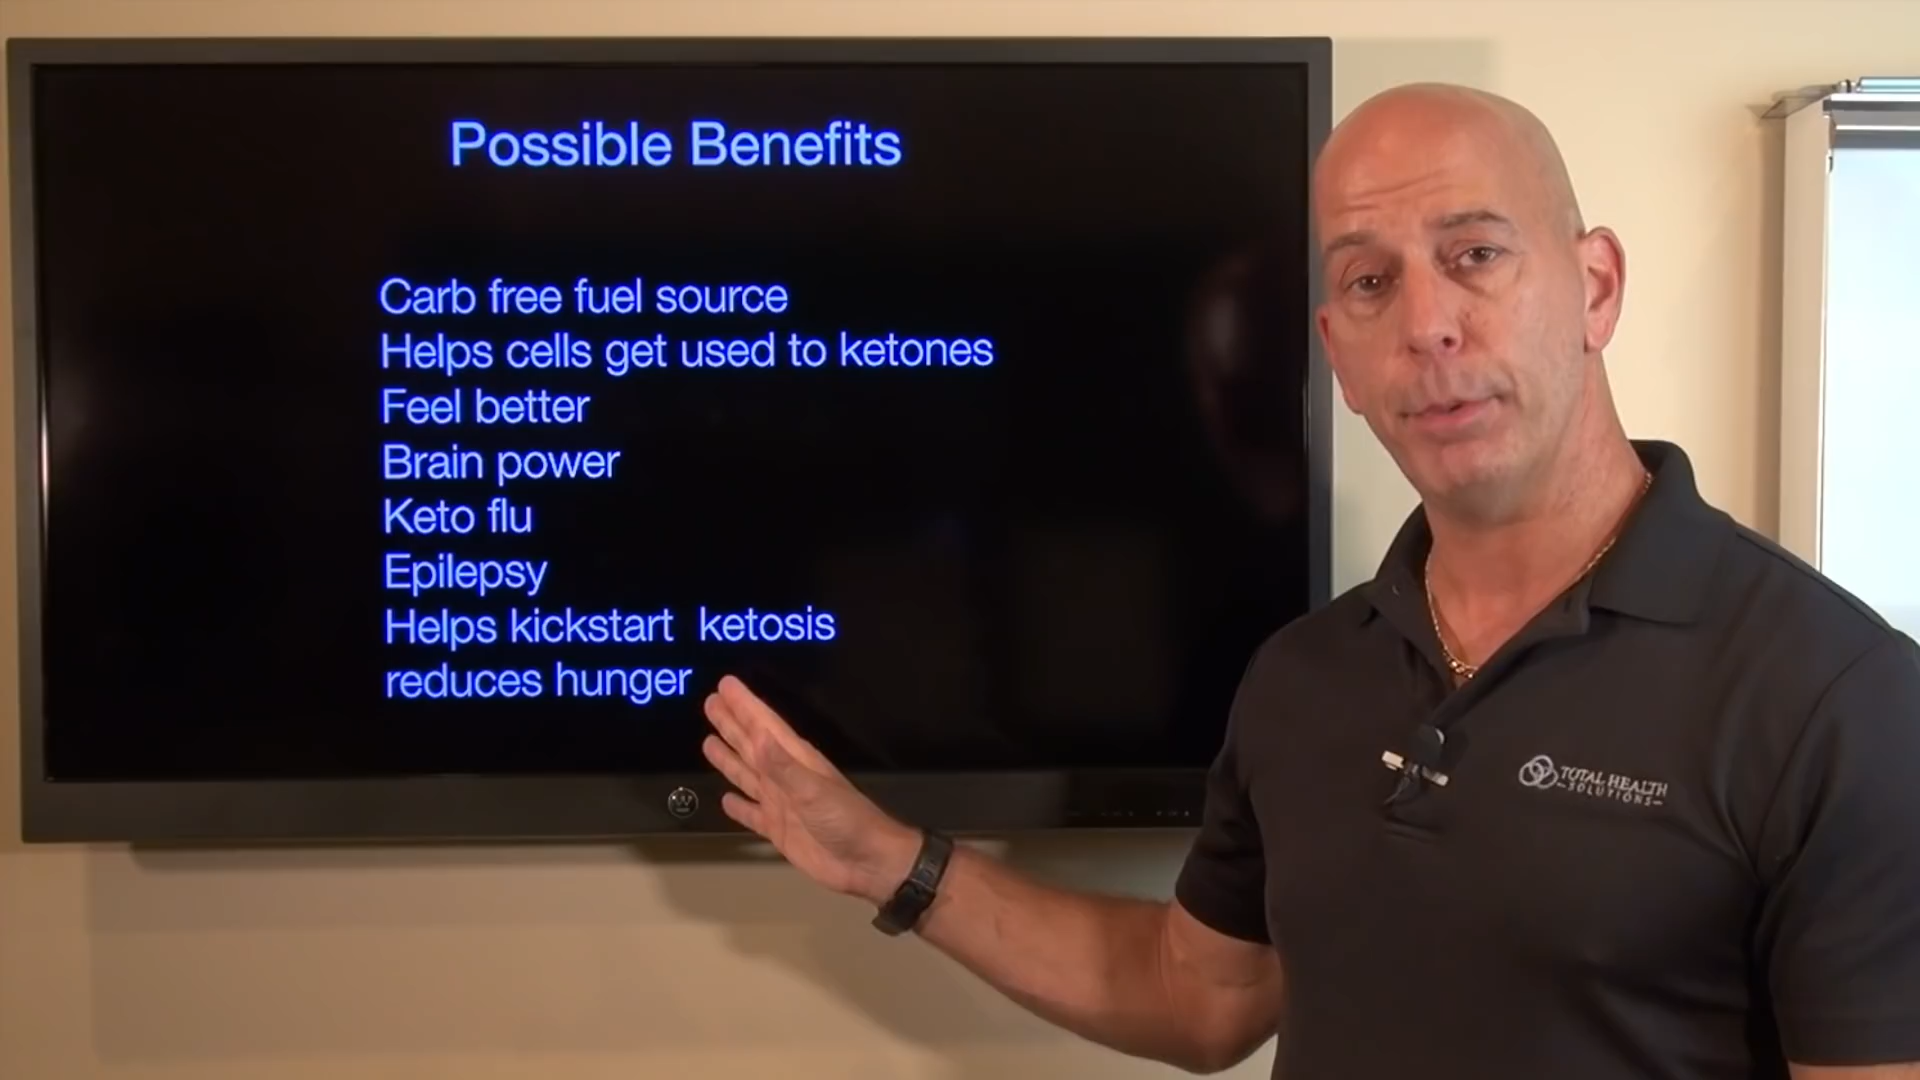 Possible Benefits
Carb free fuel source
Helps cells get used to ketones
Feel better
Brain power
Keto flu
Epilepsy
Helps kickstart ketosis
reduces hunger
W
TOTAL HEALTH
-SOLUTIONS-